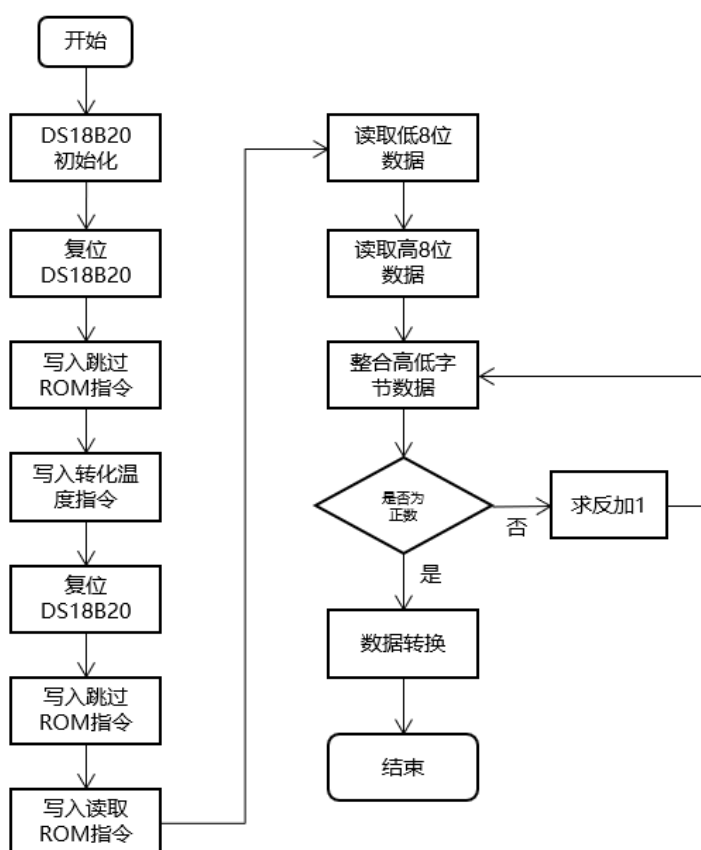 开始
DS18B20
初始化
复位
DS18B20
写入跳过
ROM指令
写入转化温
度指令
复位
DS18B20
写入跳过
ROM指令
写入读取
ROM指令
读取低8位
数据
读取高8位
数据
整合高低字
节数据
是否为
正数
否
求反加1
是
数据转换
结束